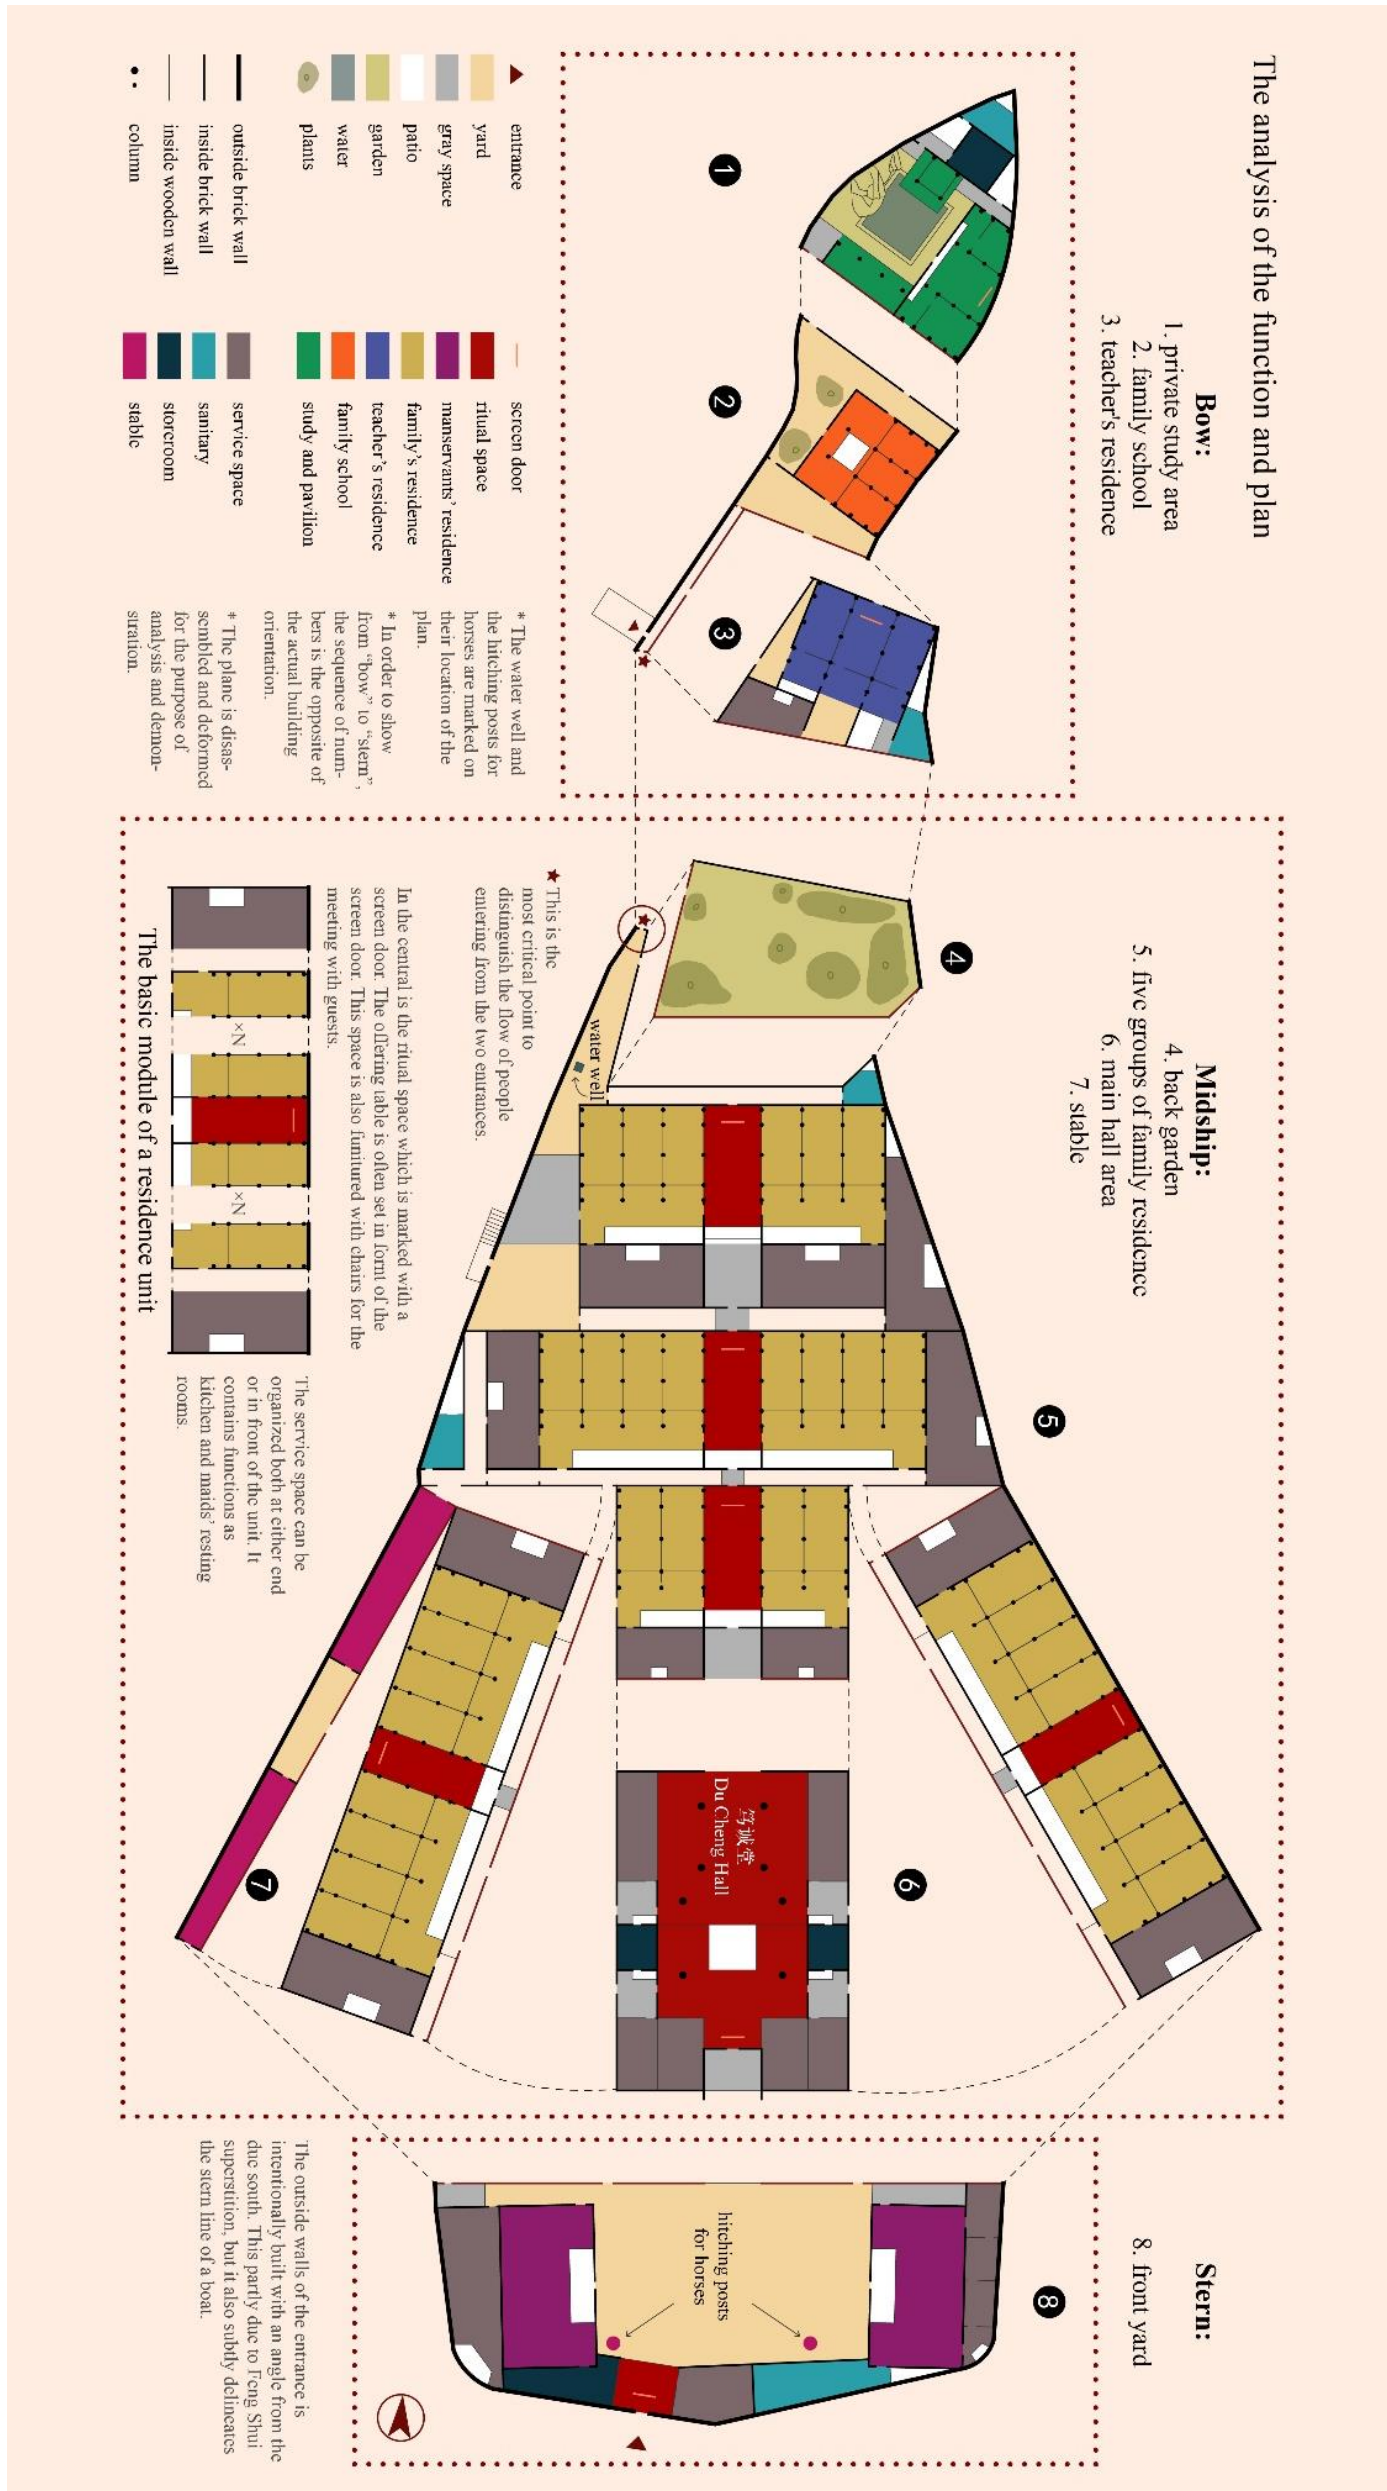 The analysis of the function and plan
Bow:
1. private study area
2. family school
3. teacher's residence
Midship:
4. back garden
5. five groups of family residence
6. main hall area
7. stable
Stern:
8. front yard
1
2
3
4
5
6
7
8
entrance
yard
gray space
patio
garden
water
plants
outside brick wall
inside brick wall
inside wooden wall
column
screen door
ritual space
manservants' residence
family's residence
teacher's residence
family school
study and pavilion
service space
sanitary
storeroom
stable
* The water well and
the hitching posts for
horses are marked on
their location of the
plan.
* In order to show
from "bow" to "stern",
the sequence of num-
bers is the opposite of
the actual building
orientation.
* The plane is disas-
sembled and deformed
for the purpose of
analysis and demon-
stration.
★ This is the
most critical point to
distinguish the flow of people
entering from the two entrances.
water well
In the central is the ritual space which is marked with a
screen door. The offering table is often set in fornt of the
screen door. This space is also funitured with chairs for the
meeting with guests.
×N
×N
The basic module of a residence unit
The service space can be
organized both at either end
or in front of the unit. It
contains functions as
kitchen and maids' resting
rooms.
笃诚堂
Du Cheng Hall
hitching posts
for horses
The outside walls of the entrance is
intentionally built with an angle from the
due south. This partly due to Feng Shui
superstition, but it also subtly delineates
the stern line of a boat.